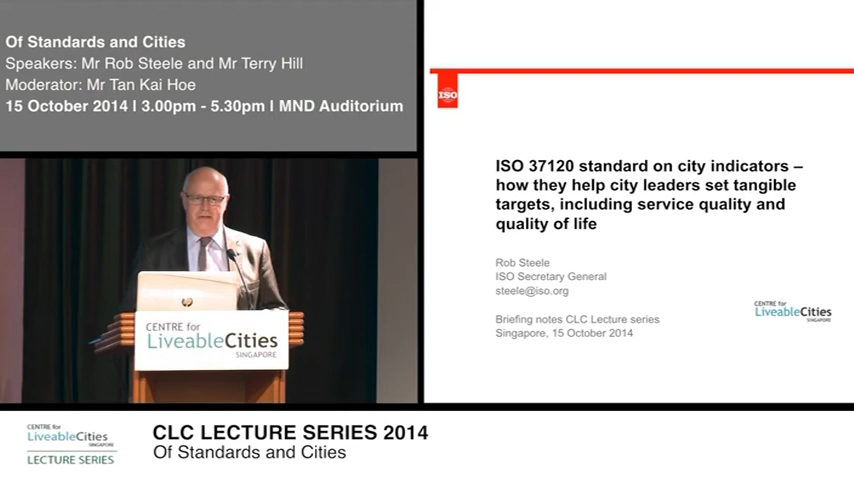 Of Standards and Cities
Speakers: Mr Rob Steele and Mr Terry Hill
Moderator: Mr Tan Kai Hoe
15 October 2014 | 3.00pm - 5.30pm | MND Auditorium
ISO
ISO 37120 standard on city indicators –
how they help city leaders set tangible
targets, including service quality and
quality of life
Rob Steele
ISO Secretary General
steele@iso.org
Briefing notes CLC Lecture series
Singapore, 15 October 2014
CENTRE for
LiveableCities
SINGAPORE
hp
CENTRE for
LiveableCities
SINGAPORE
CENTRE for
LiveableCities
SINGAPORE
LECTURE SERIES
CLC LECTURE SERIES 2014
Of Standards and Cities